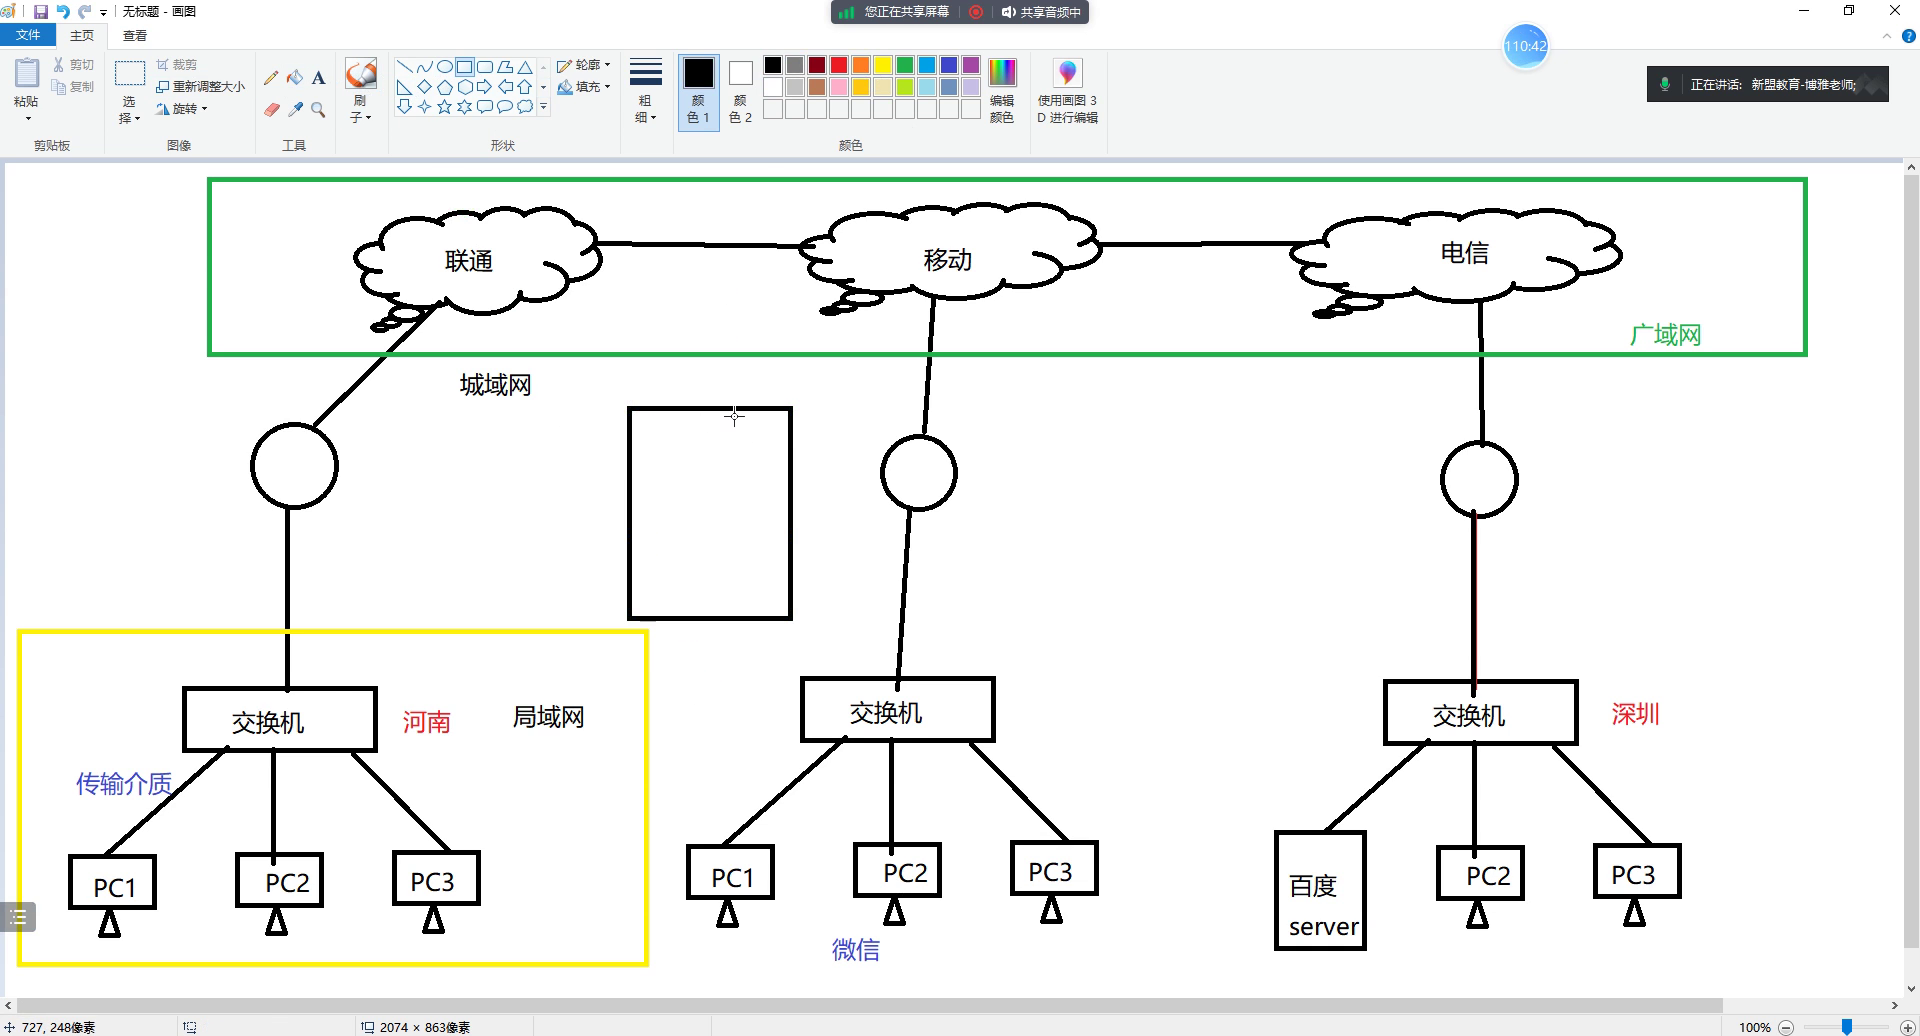 无标题 - 画图
您正在共享屏幕
共享音频中
文件
主页
查看
110:42
正在讲话: 新盟教育-博雅老师;
粘贴
剪切
复制
剪贴板
选择
裁剪
重新调整大小
旋转
图像
A
工具
刷子
轮廓
填充
形状
粗细
颜色 1
颜色 2
编辑颜色
颜色
使用画图 3D 进行编辑
联通
移动
电信
广域网
城域网
交换机
河南
局域网
传输介质
PC1
PC2
PC3
交换机
PC1
PC2
PC3
微信
交换机
深圳
百度
server
PC2
PC3
727, 248像素
2074 × 863像素
100%